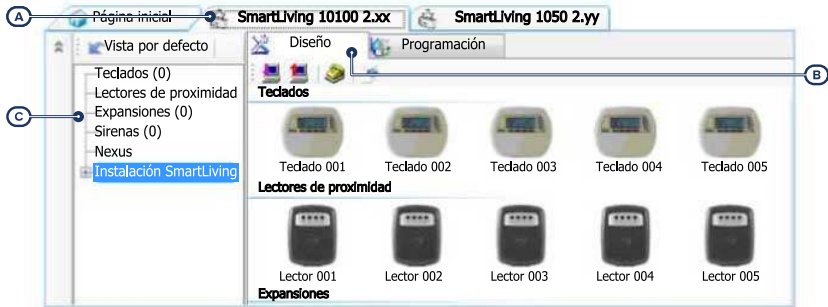 A
Página inicial
SmartLiving 10100 2.xx
SmartLiving 1050 2.yy
Vista por defecto
Diseño
Programación
B
C
Teclados (0)
Lectores de proximidad
Expansiones (0)
Sirenas (0)
Nexus
Instalación SmartLiving
Teclados
Teclado 001
Teclado 002
Teclado 003
Teclado 004
Teclado 005
Lectores de proximidad
Lector 001
Lector 002
Lector 003
Lector 004
Lector 005
Expansiones